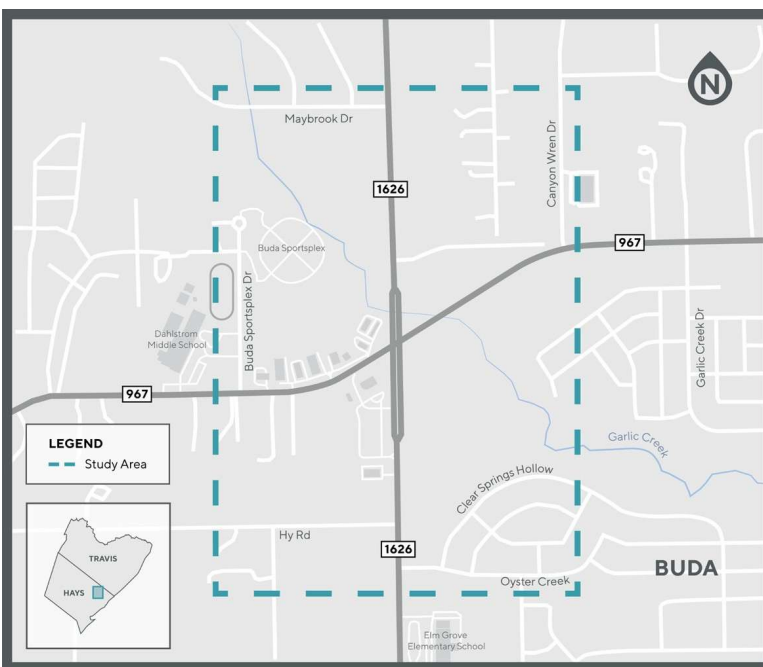 N
Maybrook Dr
Canyon Wren Dr
1626
967
Buda Sportsplex
Buda Sportsplex Dr
Dahlstrom
Middle School
Garlic Creek Dr
967
LEGEND
Study Area
Garlic Creek
Clear Springs Hollow
TRAVIS
HAYS
Hy Rd
1626
Oyster Creek
BUDA
Elm Grove
Elementary School